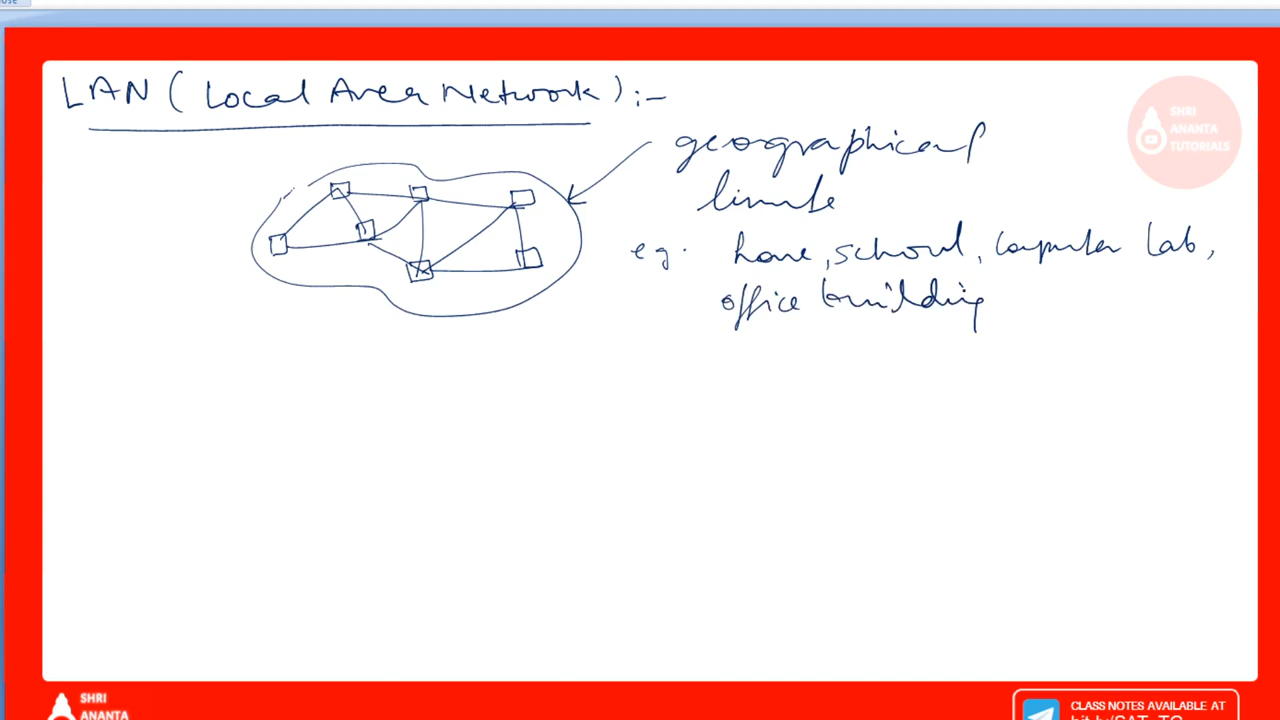 LAN (Local Area Network) :-
geographical
limits
eg. home, school, computer lab,
office building
SHRI
ANANTA
TUTORIALS
SHRI
ANANTA
CLASS NOTES AVAILABLE AT